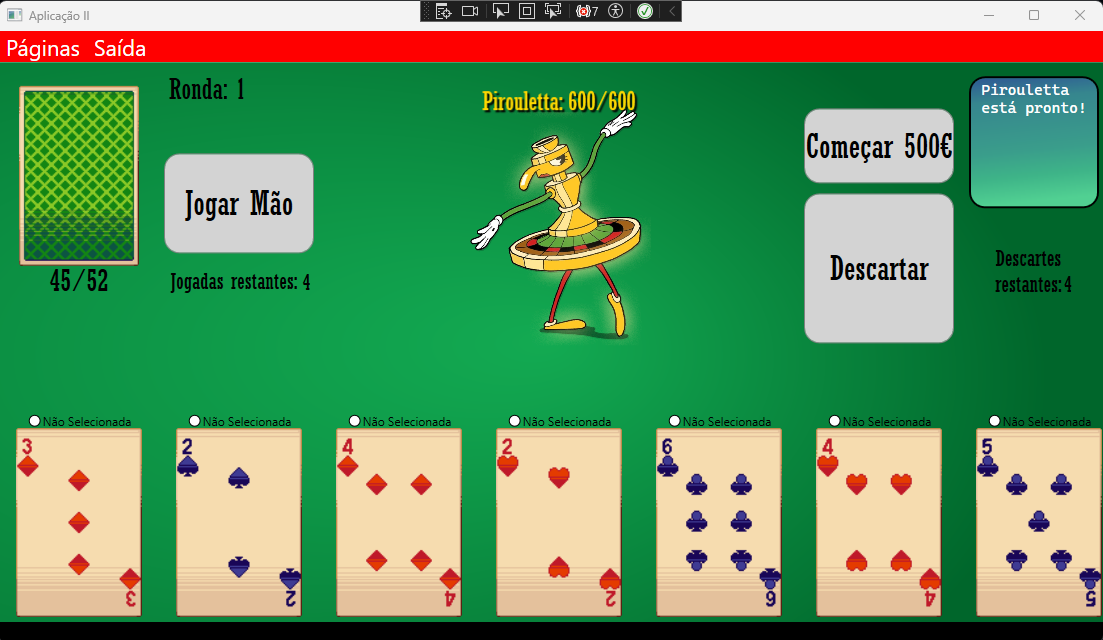 Aplicação II
7
Páginas Saída
Ronda: 1
Pirouletta: 600/600
Pirouletta
está pronto!
Começar 500€
Jogar Mão
Descartar
45/52
Jogadas restantes: 4
Descartes
restantes: 4
Não Selecionada
Não Selecionada
Não Selecionada
Não Selecionada
Não Selecionada
Não Selecionada
Não Selecionada
3
2
4
2
6
4
5
3
2
4
2
6
4
5